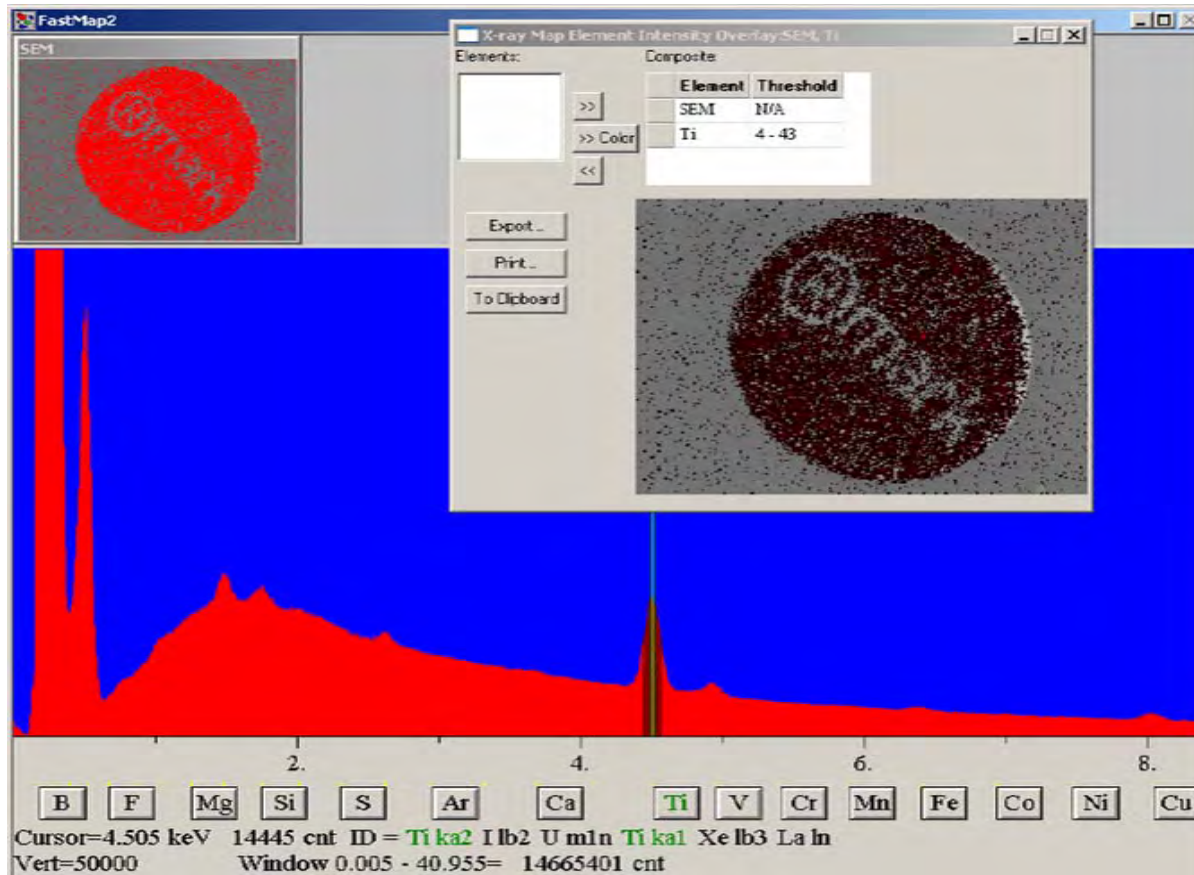 FastMap2
SEM
X-ray Map Element Intensity Overlay:SEM, Ti
Elements:
Composite:
Element Threshold
SEM N/A
Ti 4 - 43
>>
>> Color
<<
Export...
Print...
To Clipboard
2. 4. 6. 8.
B F Mg Si S Ar Ca Ti V Cr Mn Fe Co Ni Cu
Cursor=4.505 keV 14445 cnt ID = Ti ka2 I lb2 U m1n Ti ka1 Xe lb3 La ln
Vert=50000 Window 0.005 - 40.955= 14665401 cnt